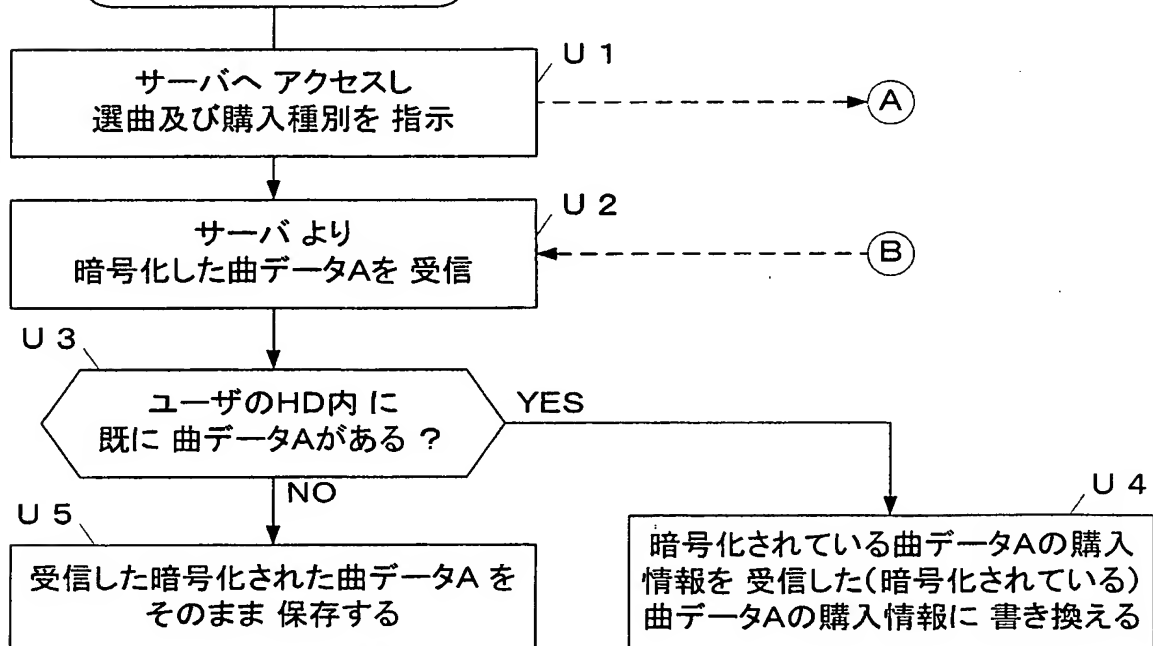 U 1
サーバへ アクセスし
選曲及び購入種別を 指示
A
U 2
サーバ より
暗号化した曲データAを 受信
B
U 3
ユーザのHD内 に
既に 曲データAがある ?
YES
NO
U 5
受信した暗号化された曲データA を
そのまま 保存する
U 4
暗号化されている曲データAの購入
情報を 受信した(暗号化されている)
曲データAの購入情報に 書き換える